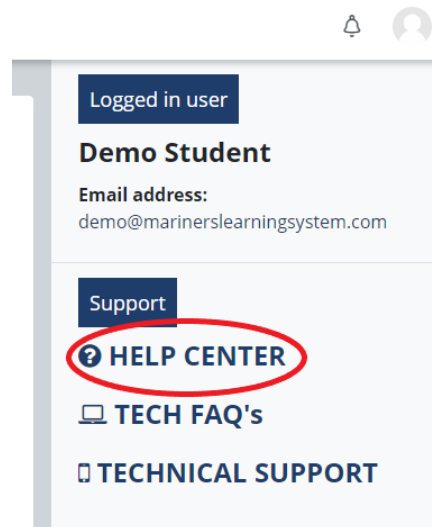 Logged in user
Demo Student
Email address:
demo@marinerslearningsystem.com
Support
HELP CENTER
TECH FAQ's
TECHNICAL SUPPORT